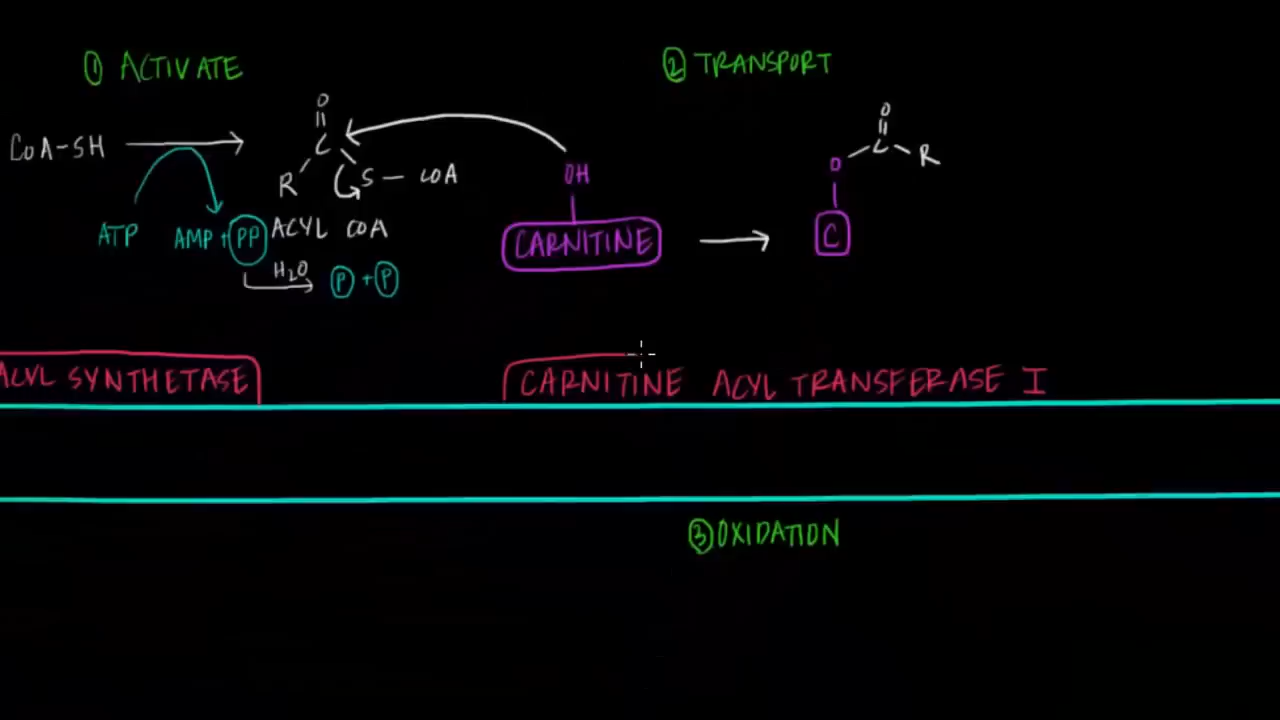 ① ACTIVATE
② TRANSPORT
O
O
CoA-SH
C
C
R
O
OH
R
S - COA
ATP
AMP + PP
ACYL COA
CARNITINE
C
H2O
P + P
ACYL SYNTHETASE
CARNITINE ACYL TRANSFERASE I
③ OXIDATION